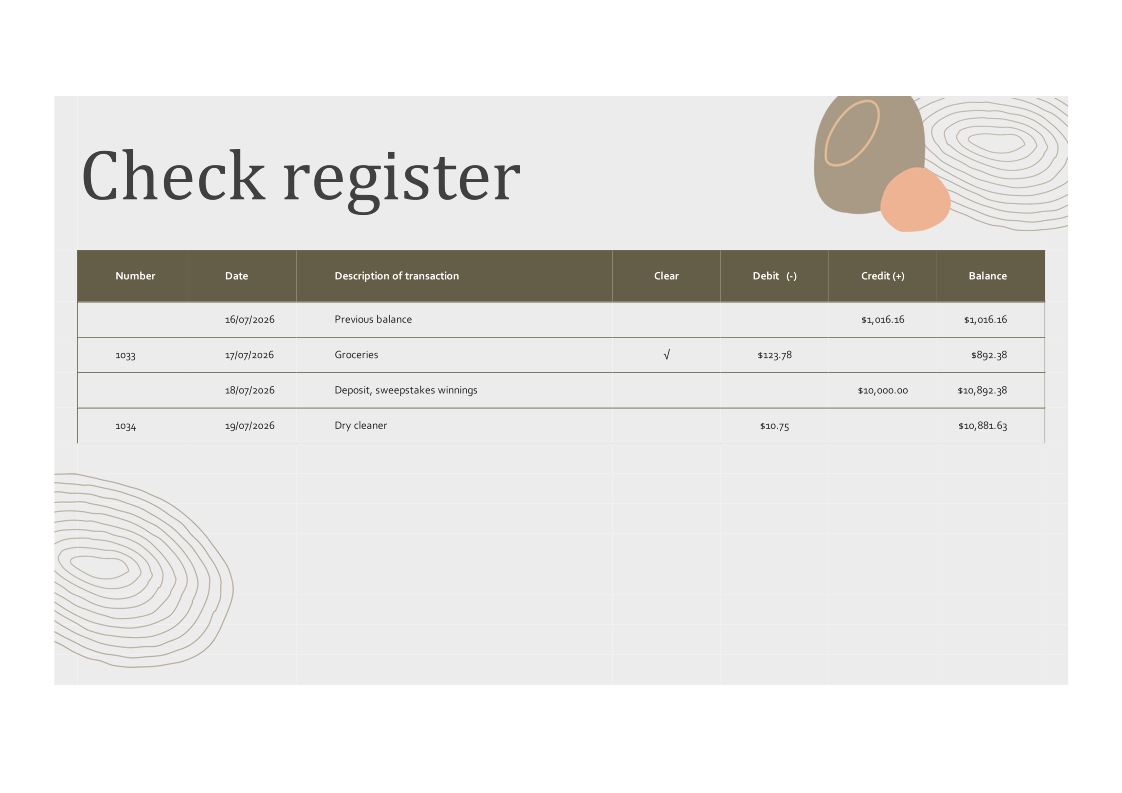 Check register
Number Date Description of transaction Clear Debit (-) Credit (+) Balance
16/07/2026 Previous balance $1,016.16 $1,016.16
1033 17/07/2026 Groceries √ $123.78 $892.38
18/07/2026 Deposit, sweepstakes winnings $10,000.00 $10,892.38
1034 19/07/2026 Dry cleaner $10.75 $10,881.63